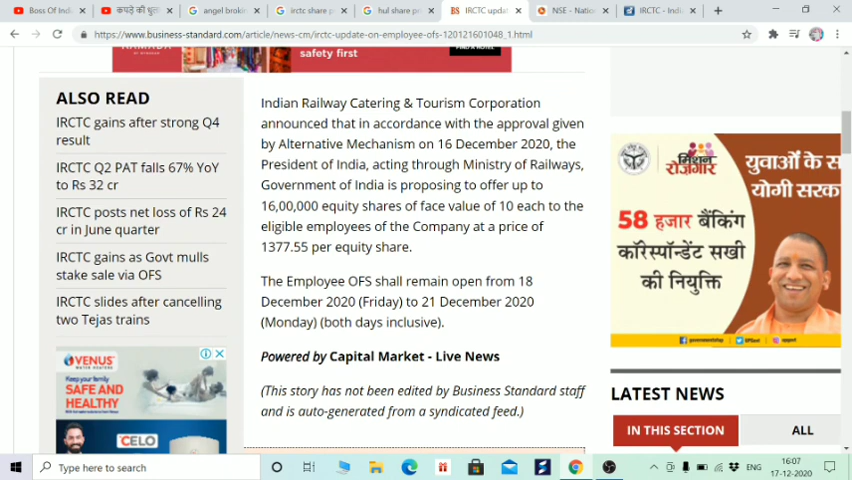 Boss Of Indi
कपड़े की धुला
angel brokin
irctc share p
hul share pri
IRCTC updat
NSE - Nation
IRCTC - India
https://www.business-standard.com/article/news-cm/irctc-update-on-employee-ofs-120121601048_1.html
RAMADA
safety first
FIND A HOTEL
ALSO READ
IRCTC gains after strong Q4
result
IRCTC Q2 PAT falls 67% YoY
to Rs 32 cr
IRCTC posts net loss of Rs 24
cr in June quarter
IRCTC gains as Govt mulls
stake sale via OFS
IRCTC slides after cancelling
two Tejas trains
VENUS
Keep your family
SAFE AND
HEALTHY
CELO
Indian Railway Catering & Tourism Corporation
announced that in accordance with the approval given
by Alternative Mechanism on 16 December 2020, the
President of India, acting through Ministry of Railways,
Government of India is proposing to offer up to
16,00,000 equity shares of face value of 10 each to the
eligible employees of the Company at a price of
1377.55 per equity share.
The Employee OFS shall remain open from 18
December 2020 (Friday) to 21 December 2020
(Monday) (both days inclusive).
Powered by Capital Market - Live News
(This story has not been edited by Business Standard staff
and is auto-generated from a syndicated feed.)
मिशन
रोज़गार
युवाओं के स
योगी सरक
58 हजार बैंकिंग
कॉरेस्पॉन्डेंट सखी
की नियुक्ति
LATEST NEWS
IN THIS SECTION
ALL
Type here to search
ENG
16:07
17-12-2020